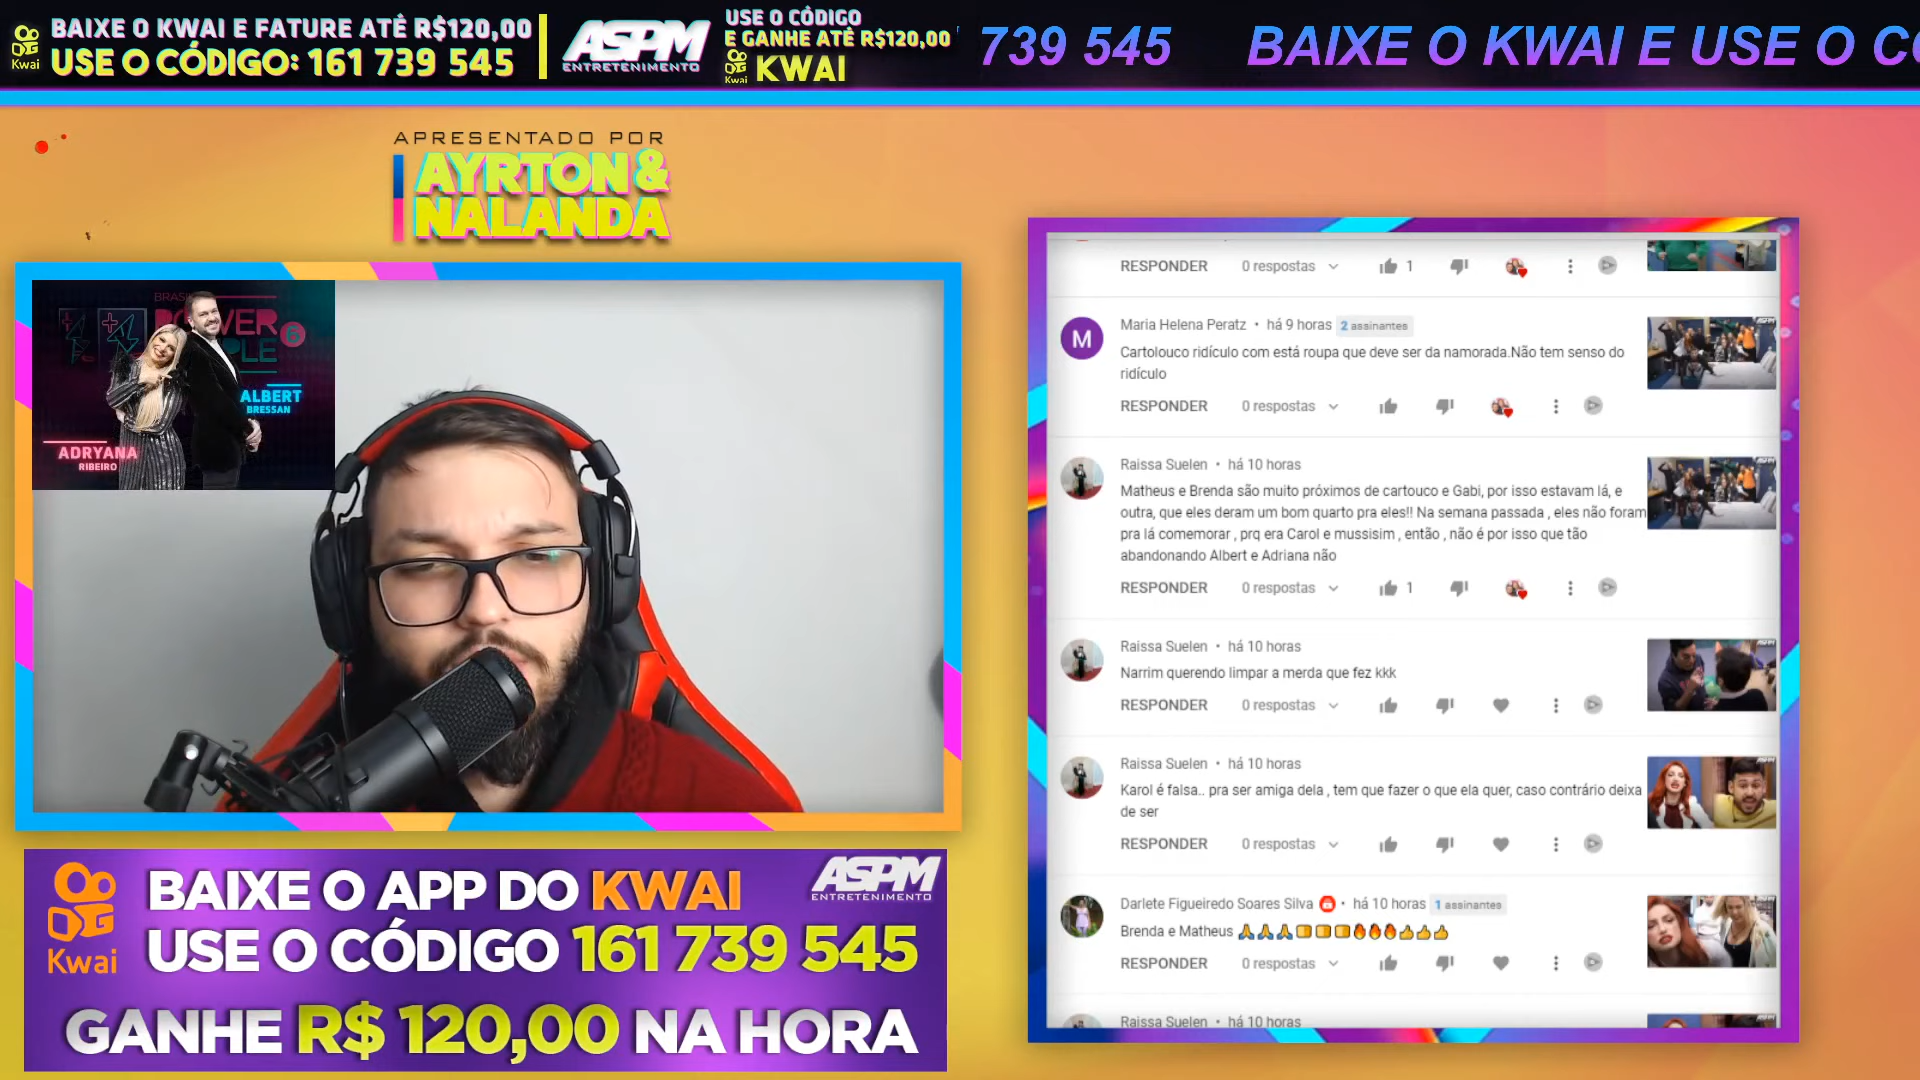 BAIXE O KWAI E FATURE ATÉ R$120,00
USE O CÓDIGO: 161 739 545
Kwai
ASPM
ENTRETENIMENTO
USE O CÓDIGO
E GANHE ATÉ R$120,00
Kwai
KWAI
739 545 BAIXE O KWAI E USE O
APRESENTADO POR
AYRTON &
NALANDA
BRASIL
POWER
COUPLE 6
ALBERT
BRESSAN
ADRYANA
RIBEIRO
BAIXE O APP DO KWAI
USE O CÓDIGO 161 739 545
GANHE R$ 120,00 NA HORA
Kwai
ASPM
ENTRETENIMENTO
RESPONDER 0 respostas 1
M
Maria Helena Peratz • há 9 horas 2 assinantes
Cartolouco ridículo com está roupa que deve ser da namorada.Não tem senso do
ridículo
RESPONDER 0 respostas
Raissa Suelen • há 10 horas
Matheus e Brenda são muito próximos de cartouco e Gabi, por isso estavam lá, e
outra, que eles deram um bom quarto pra eles!! Na semana passada , eles não foram
pra lá comemorar , prq era Carol e mussisim , então , não é por isso que tão
abandonando Albert e Adriana não
RESPONDER 0 respostas 1
Raissa Suelen • há 10 horas
Narrim querendo limpar a merda que fez kkk
RESPONDER 0 respostas
Raissa Suelen • há 10 horas
Karol é falsa.. pra ser amiga dela , tem que fazer o que ela quer, caso contrário deixa
de ser
RESPONDER 0 respostas
Darlete Figueiredo Soares Silva • há 10 horas 1 assinantes
Brenda e Matheus 🙏🙏🙏👊👊👊🔥🔥🔥👍👍👍
RESPONDER 0 respostas
Raissa Suelen • há 10 horas